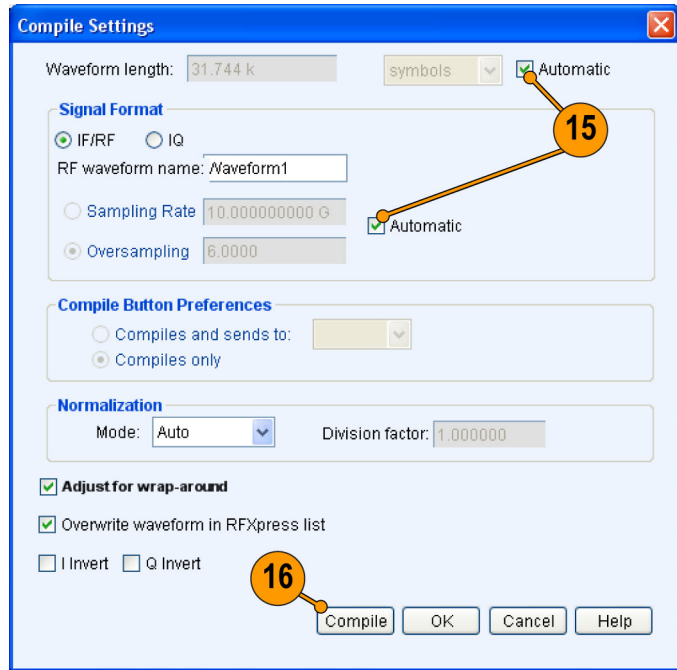 Compile Settings
Waveform length: 31.744 k symbols Automatic
Signal Format
15
IF/RF IQ
RF waveform name: Waveform1
Sampling Rate 10.000000000 G
Automatic
Oversampling 6.0000
Compile Button Preferences
Compiles and sends to:
Compiles only
Normalization
Mode: Auto Division factor: 1.000000
Adjust for wrap-around
Overwrite waveform in RFXpress list
I Invert Q Invert
16
Compile OK Cancel Help